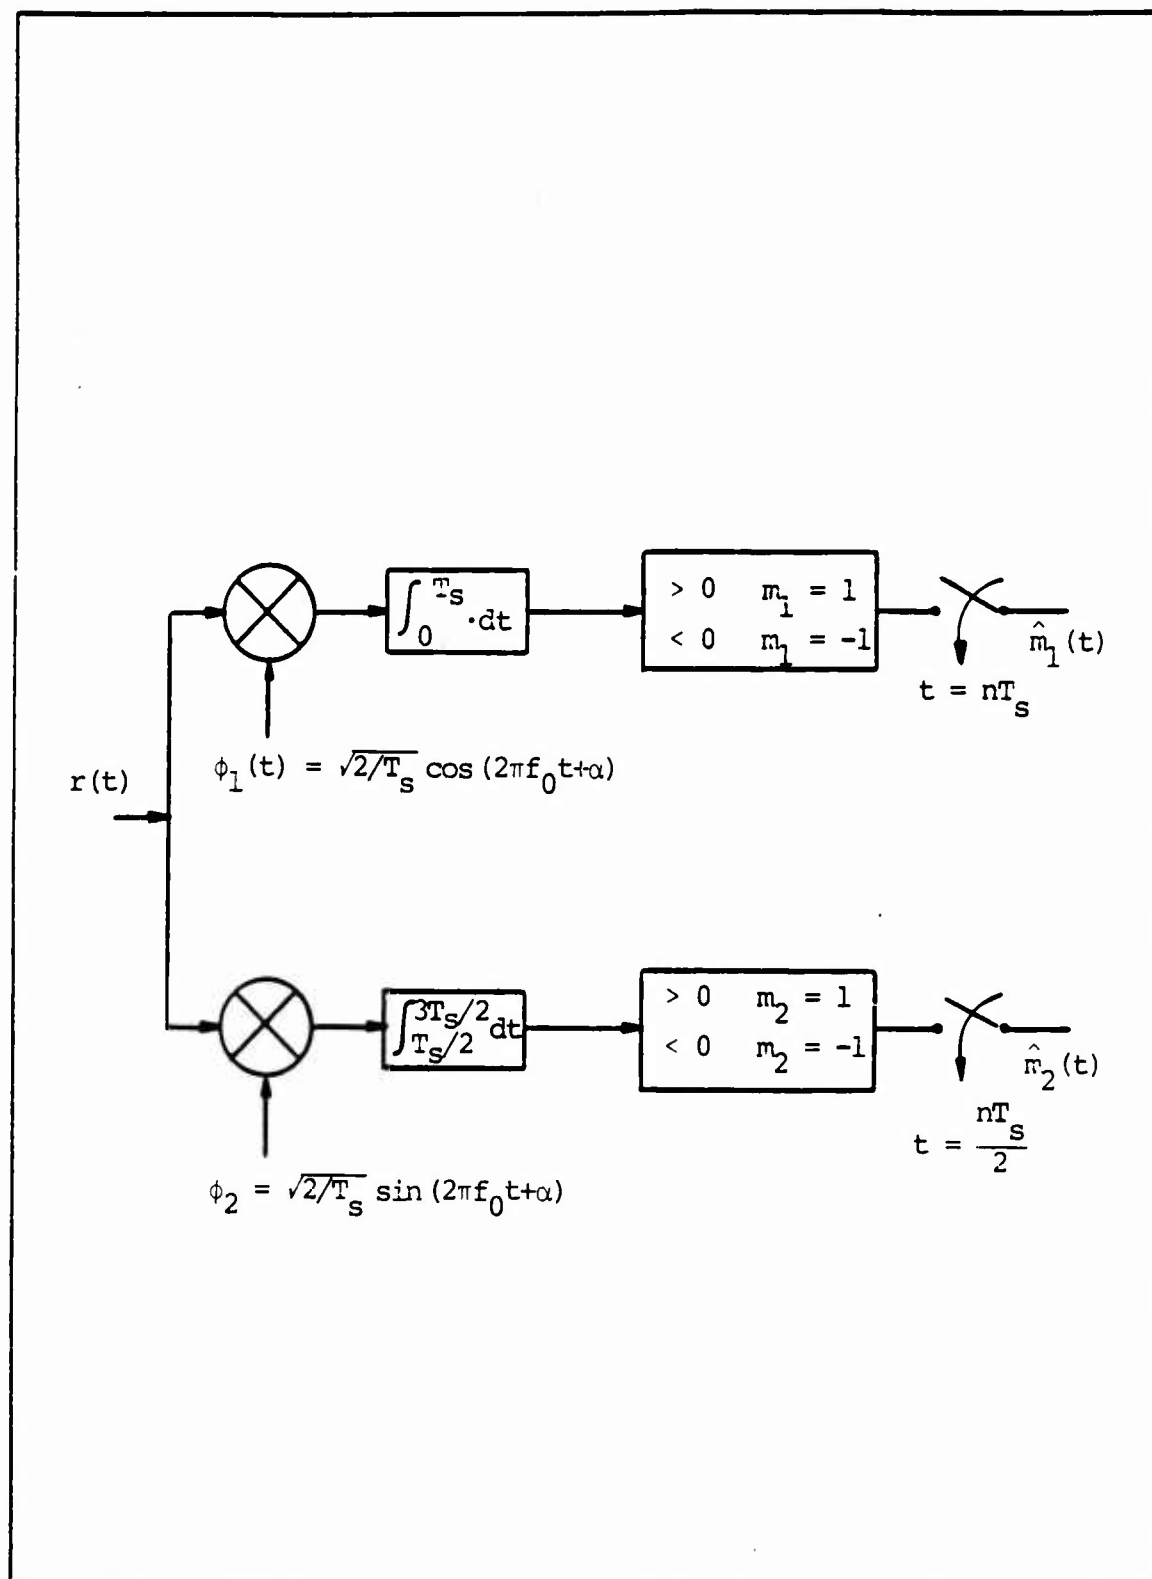 ∫₀^Tₛ ·dt
> 0 m₁ = 1
< 0 m₁ = -1
m̂₁(t)
t = nTₛ
φ₁(t) = √2/Tₛ cos(2πf₀t+α)
r(t)
∫_Tₛ/2^3Tₛ/2 dt
> 0 m₂ = 1
< 0 m₂ = -1
m̂₂(t)
t = nTₛ/2
φ₂ = √2/Tₛ sin(2πf₀t+α)